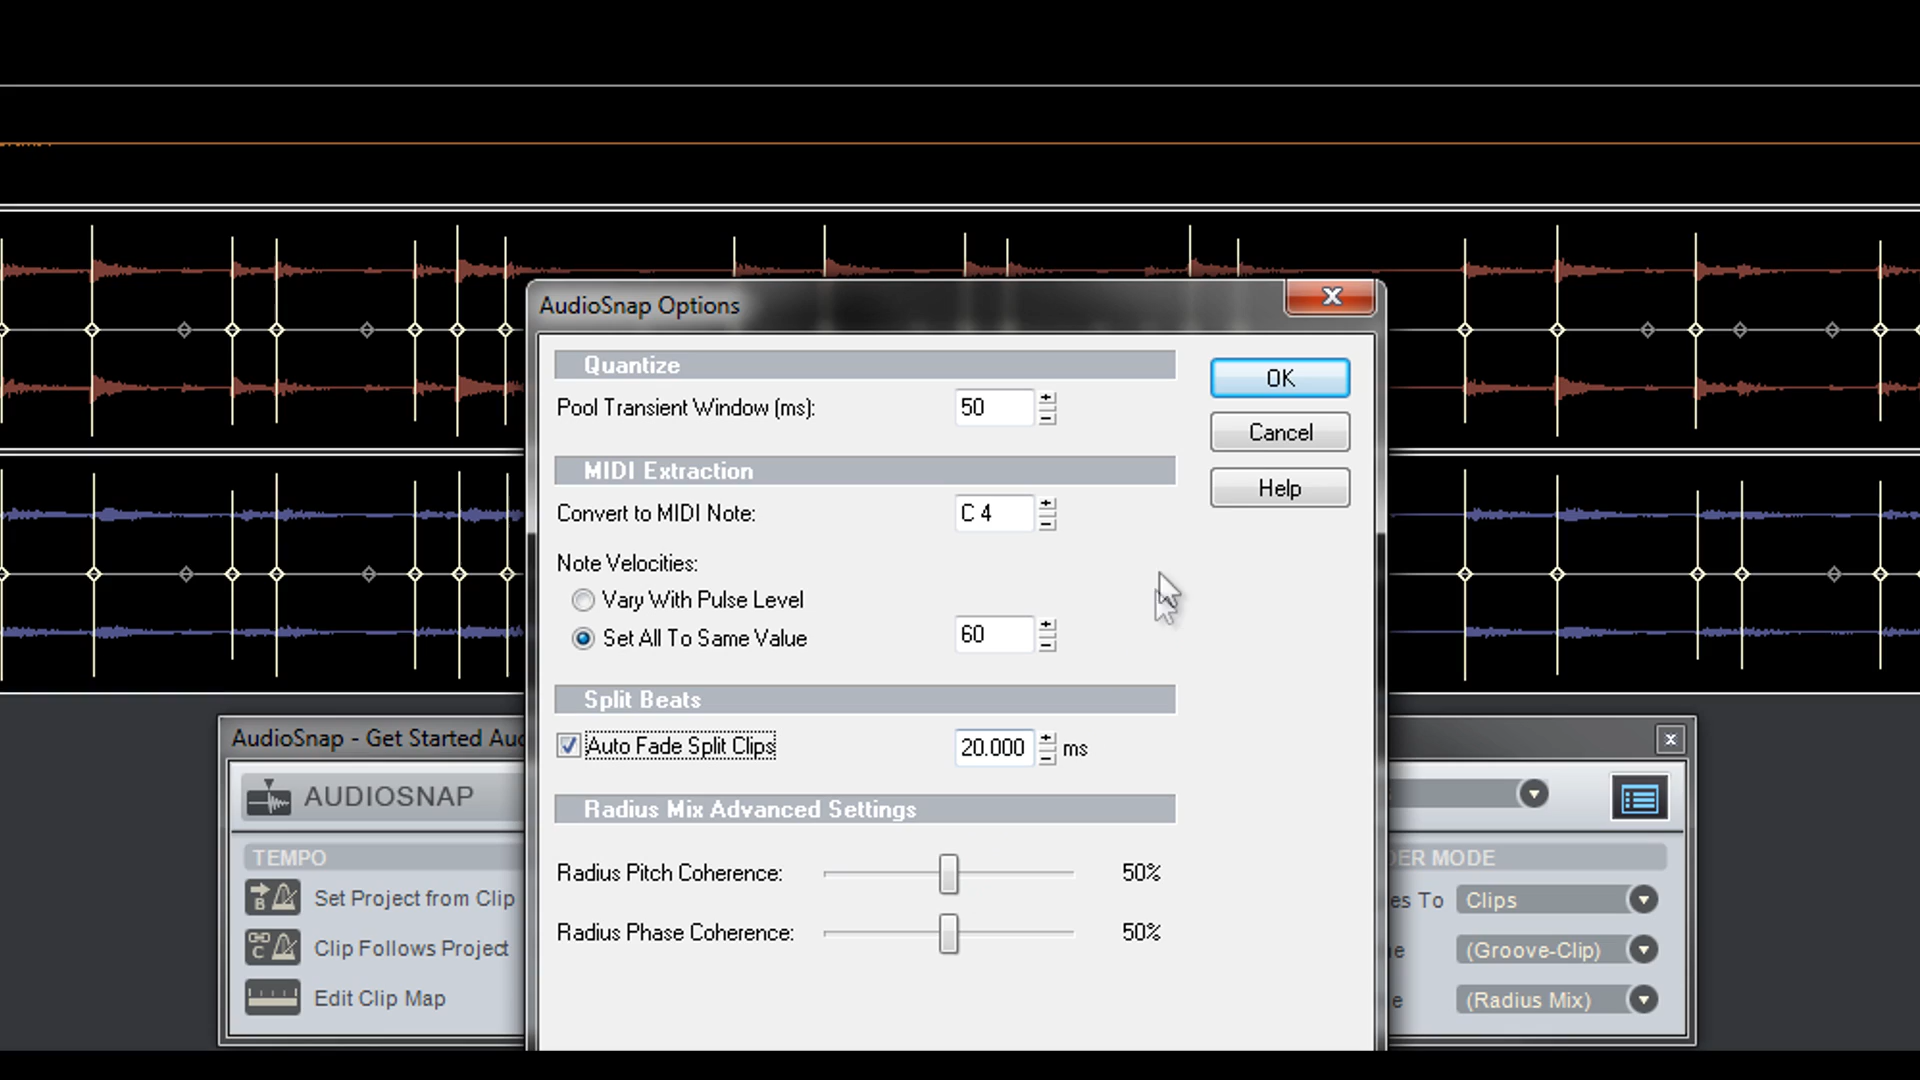 AudioSnap Options
Quantize
OK
Pool Transient Window (ms):
50
Cancel
MIDI Extraction
Help
Convert to MIDI Note:
C 4
Note Velocities:
Vary With Pulse Level
Set All To Same Value
60
Split Beats
AudioSnap - Get Started
Auto Fade Split Clips
20.000 ms
AUDIOSNAP
Radius Mix Advanced Settings
TEMPO
DER MODE
Radius Pitch Coherence:
50%
Set Project from Clip
es To
Clips
Radius Phase Coherence:
50%
Clip Follows Project
(Groove-Clip)
Edit Clip Map
(Radius Mix)